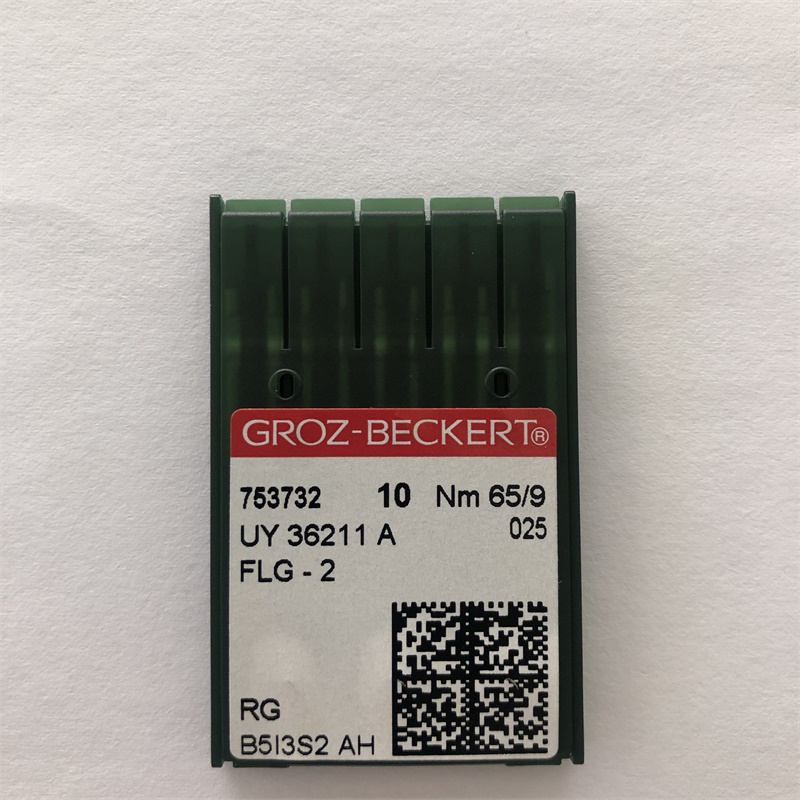 GROZ-BECKERT®
753732 10 Nm 65/9
UY 36211 A 025
FLG - 2
RG
B5I3S2 AH